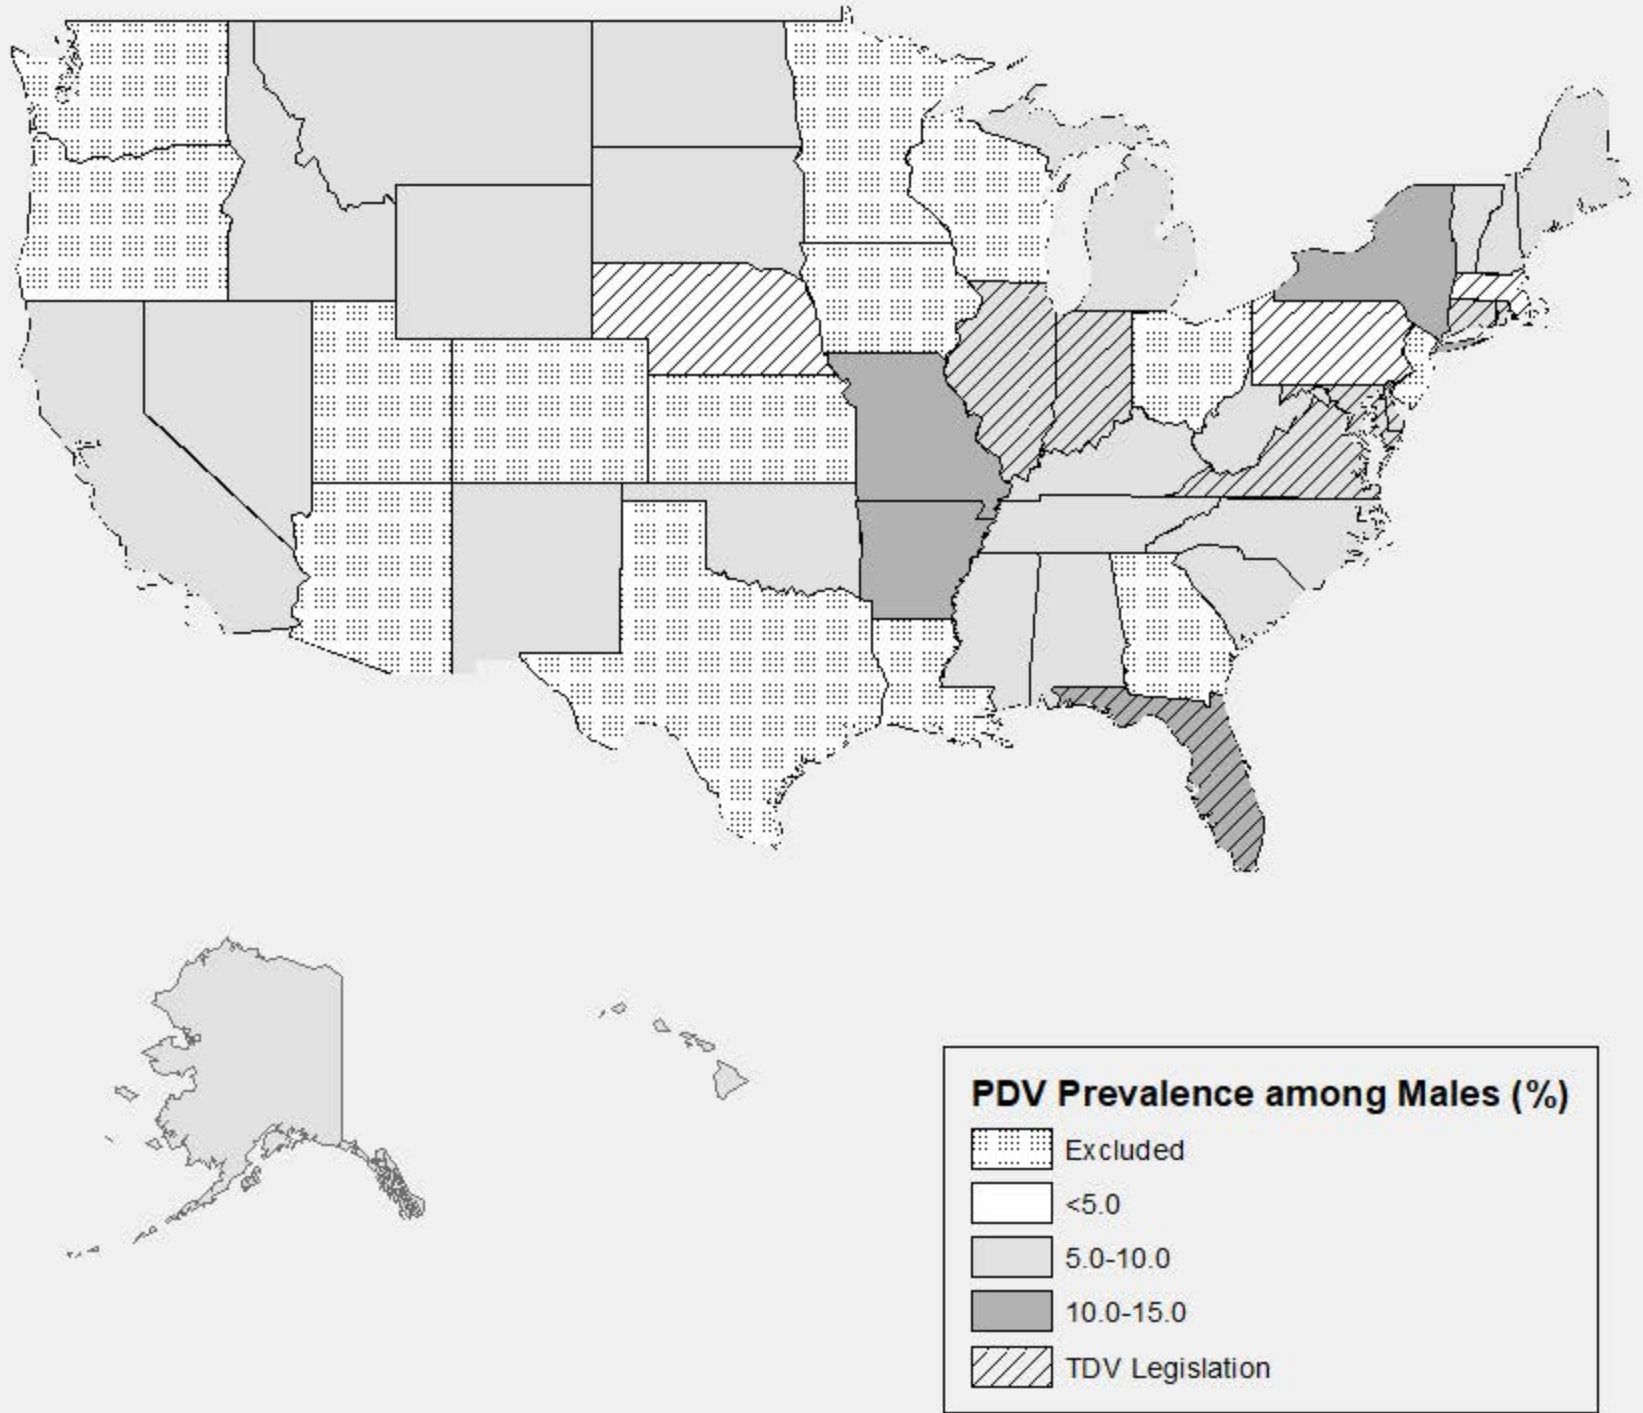 PDV Prevalence among Males (%)
Excluded
<5.0
5.0-10.0
10.0-15.0
TDV Legislation